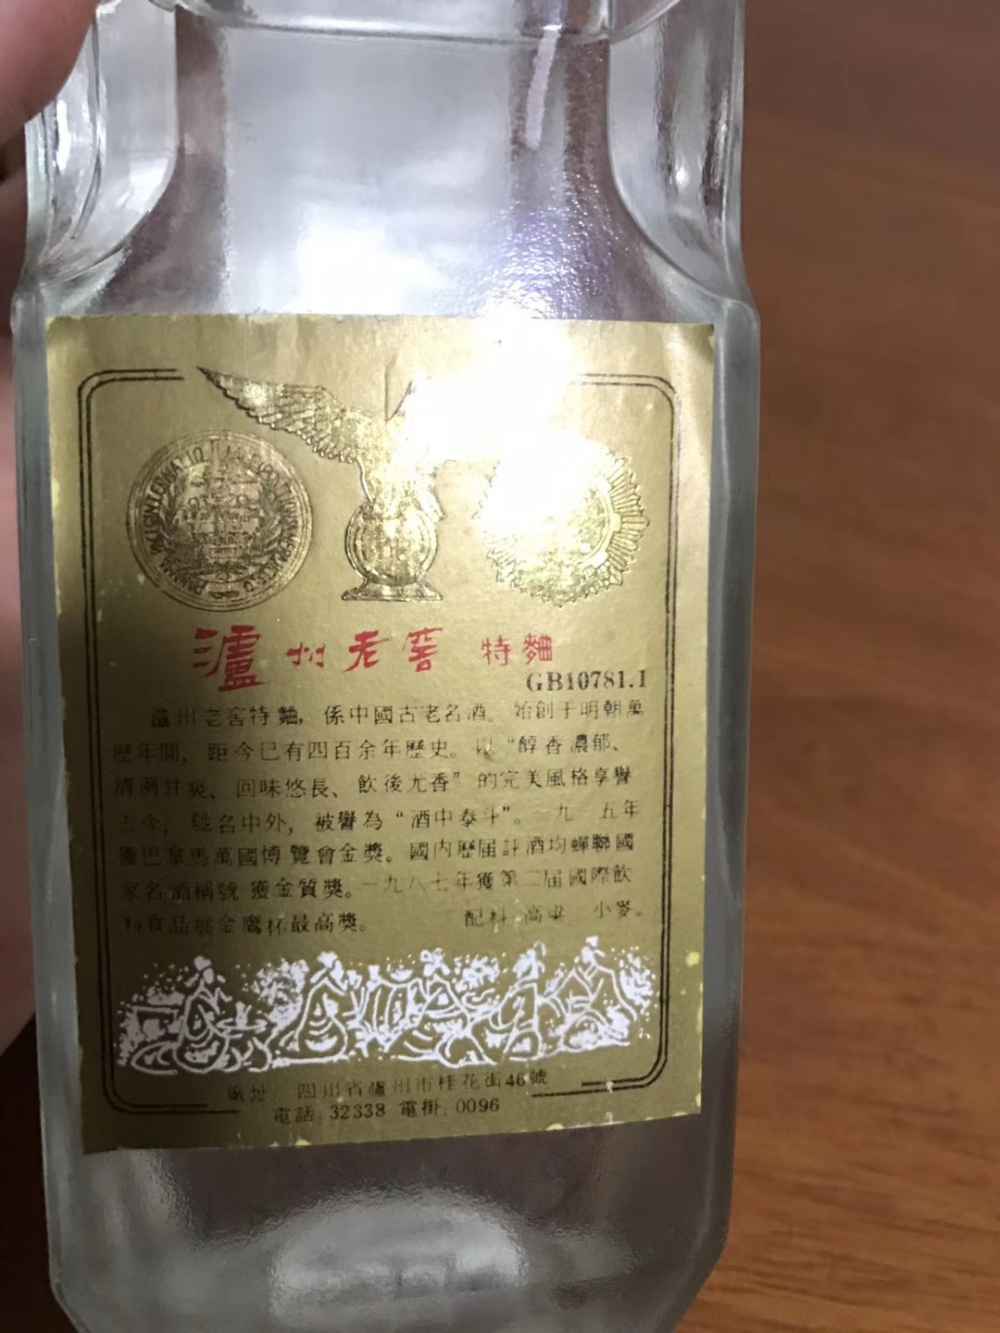 瀘州老窖 特麯
GB10781.1
瀘州老窖特麯，係中國古老名酒。始創于明朝萬
歷年間，距今已有四百余年歷史。以“醇香濃郁、
清洌甘爽、回味悠長、飲後尤香”的完美風格享譽
古今，馳名中外，被譽為“酒中泰斗”。一九一五年
獲巴拿馬萬國博覽會金獎。國内歷届評酒均蟬聯國
家名酒稱號 獲金質獎。一九八七年獲第二届國際飲
料食品展金鷹杯最高獎。 配料 高粱 小麥。
廠址 四川省瀘州市桂花街46號
電話 32338 電掛 0096